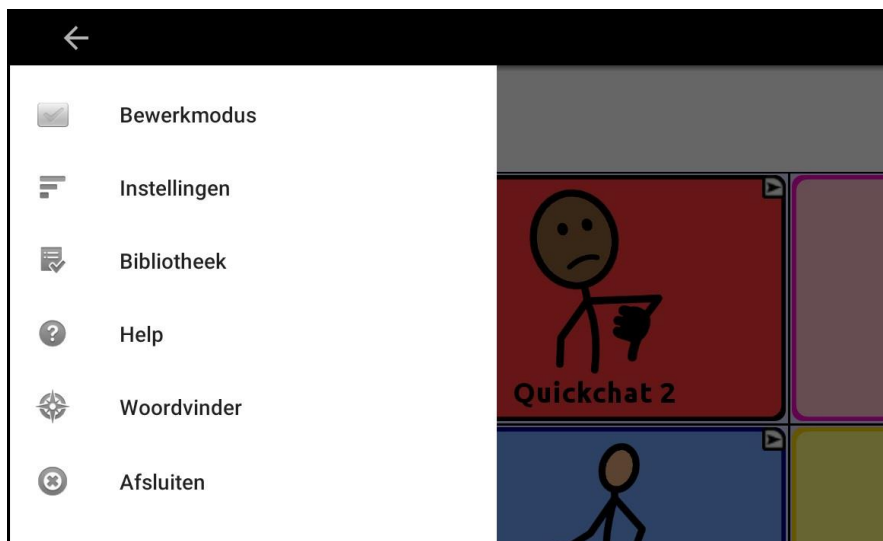 Bewerkmodus
Instellingen
Bibliotheek
Help
Woordvinder
Afsluiten
Quickchat 2